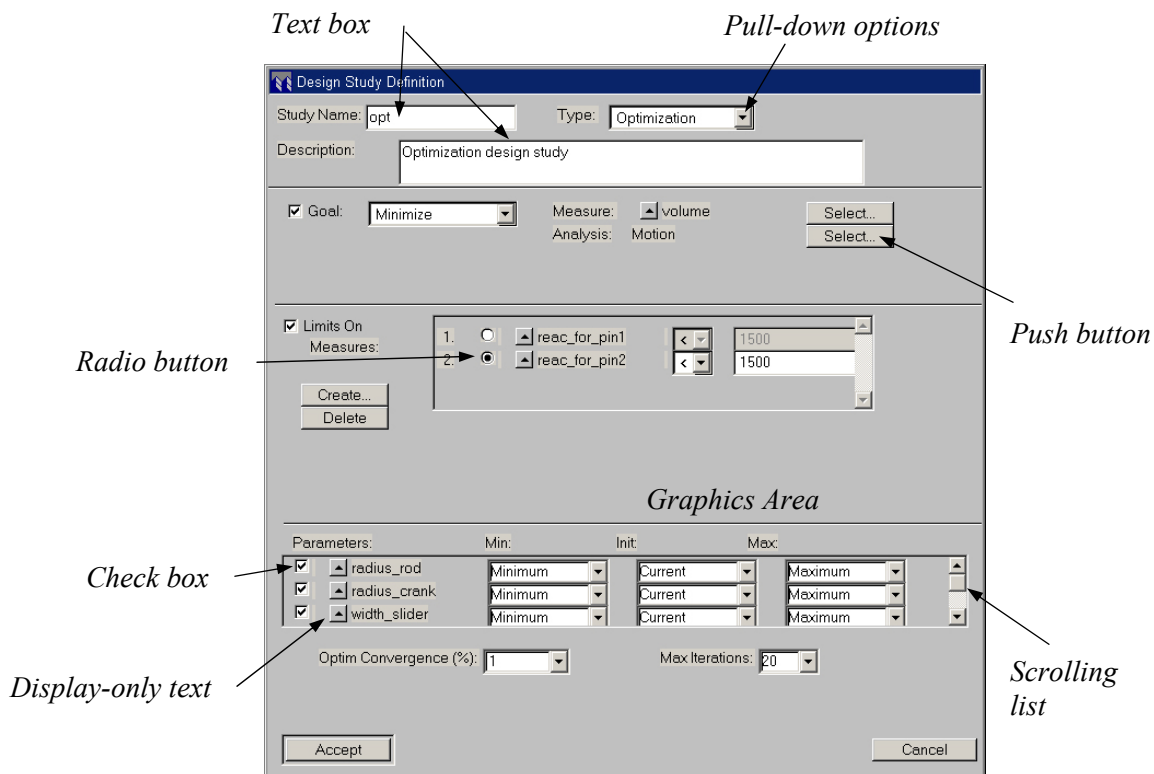 Text box
Pull-down options
Design Study Definition
Study Name: opt Type: Optimization
Description: Optimization design study
Goal: Minimize Measure: volume Select...
Analysis: Motion Select...
Push button
Limits On
Measures:
1. reac_for_pin1 < 1500
2. reac_for_pin2 < 1500
Radio button
Create...
Delete
Graphics Area
Parameters: Min: Init: Max:
radius_rod Minimum Current Maximum
radius_crank Minimum Current Maximum
width_slider Minimum Current Maximum
Check box
Optim Convergence (%): 1 Max Iterations: 20
Display-only text
Scrolling
list
Accept Cancel